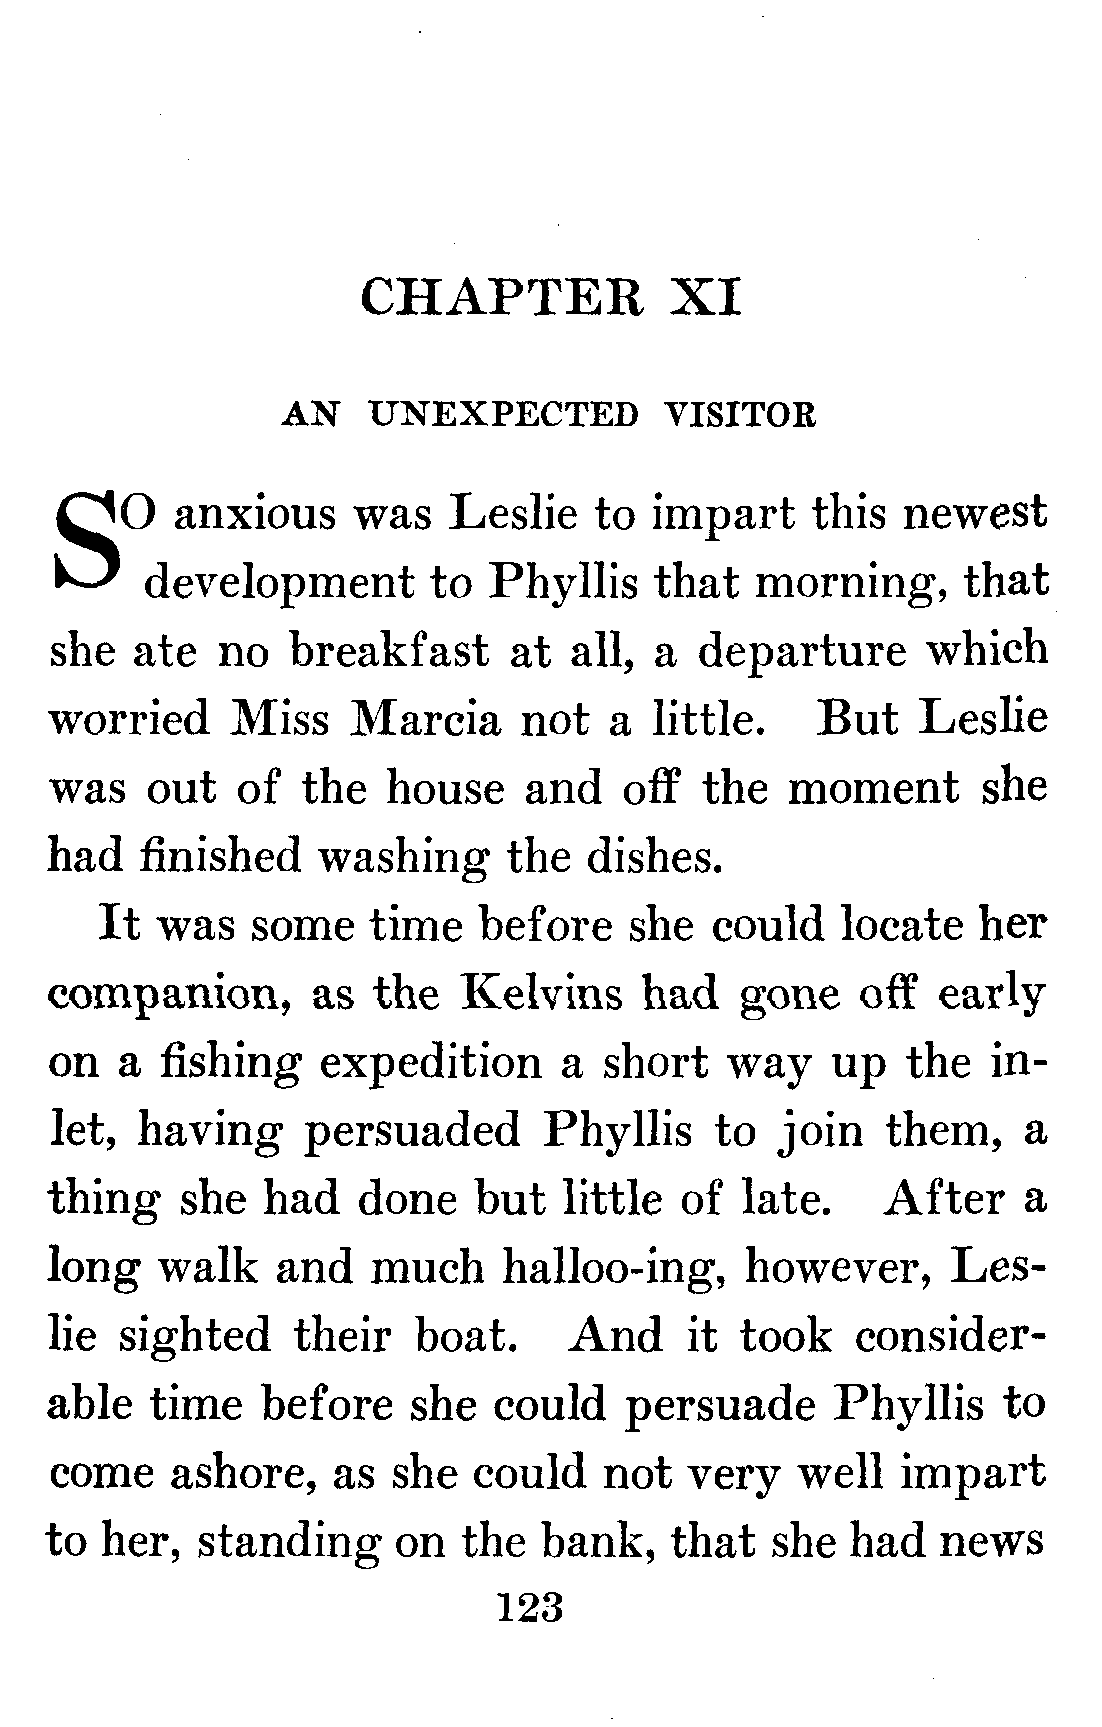 CHAPTER XI
AN UNEXPECTED VISITOR
SO anxious was Leslie to impart this newest
development to Phyllis that morning, that
she ate no breakfast at all, a departure which
worried Miss Marcia not a little. But Leslie
was out of the house and off the moment she
had finished washing the dishes.
It was some time before she could locate her
companion, as the Kelvins had gone off early
on a fishing expedition a short way up the in-
let, having persuaded Phyllis to join them, a
thing she had done but little of late. After a
long walk and much halloo-ing, however, Les-
lie sighted their boat. And it took consider-
able time before she could persuade Phyllis to
come ashore, as she could not very well impart
to her, standing on the bank, that she had news
123